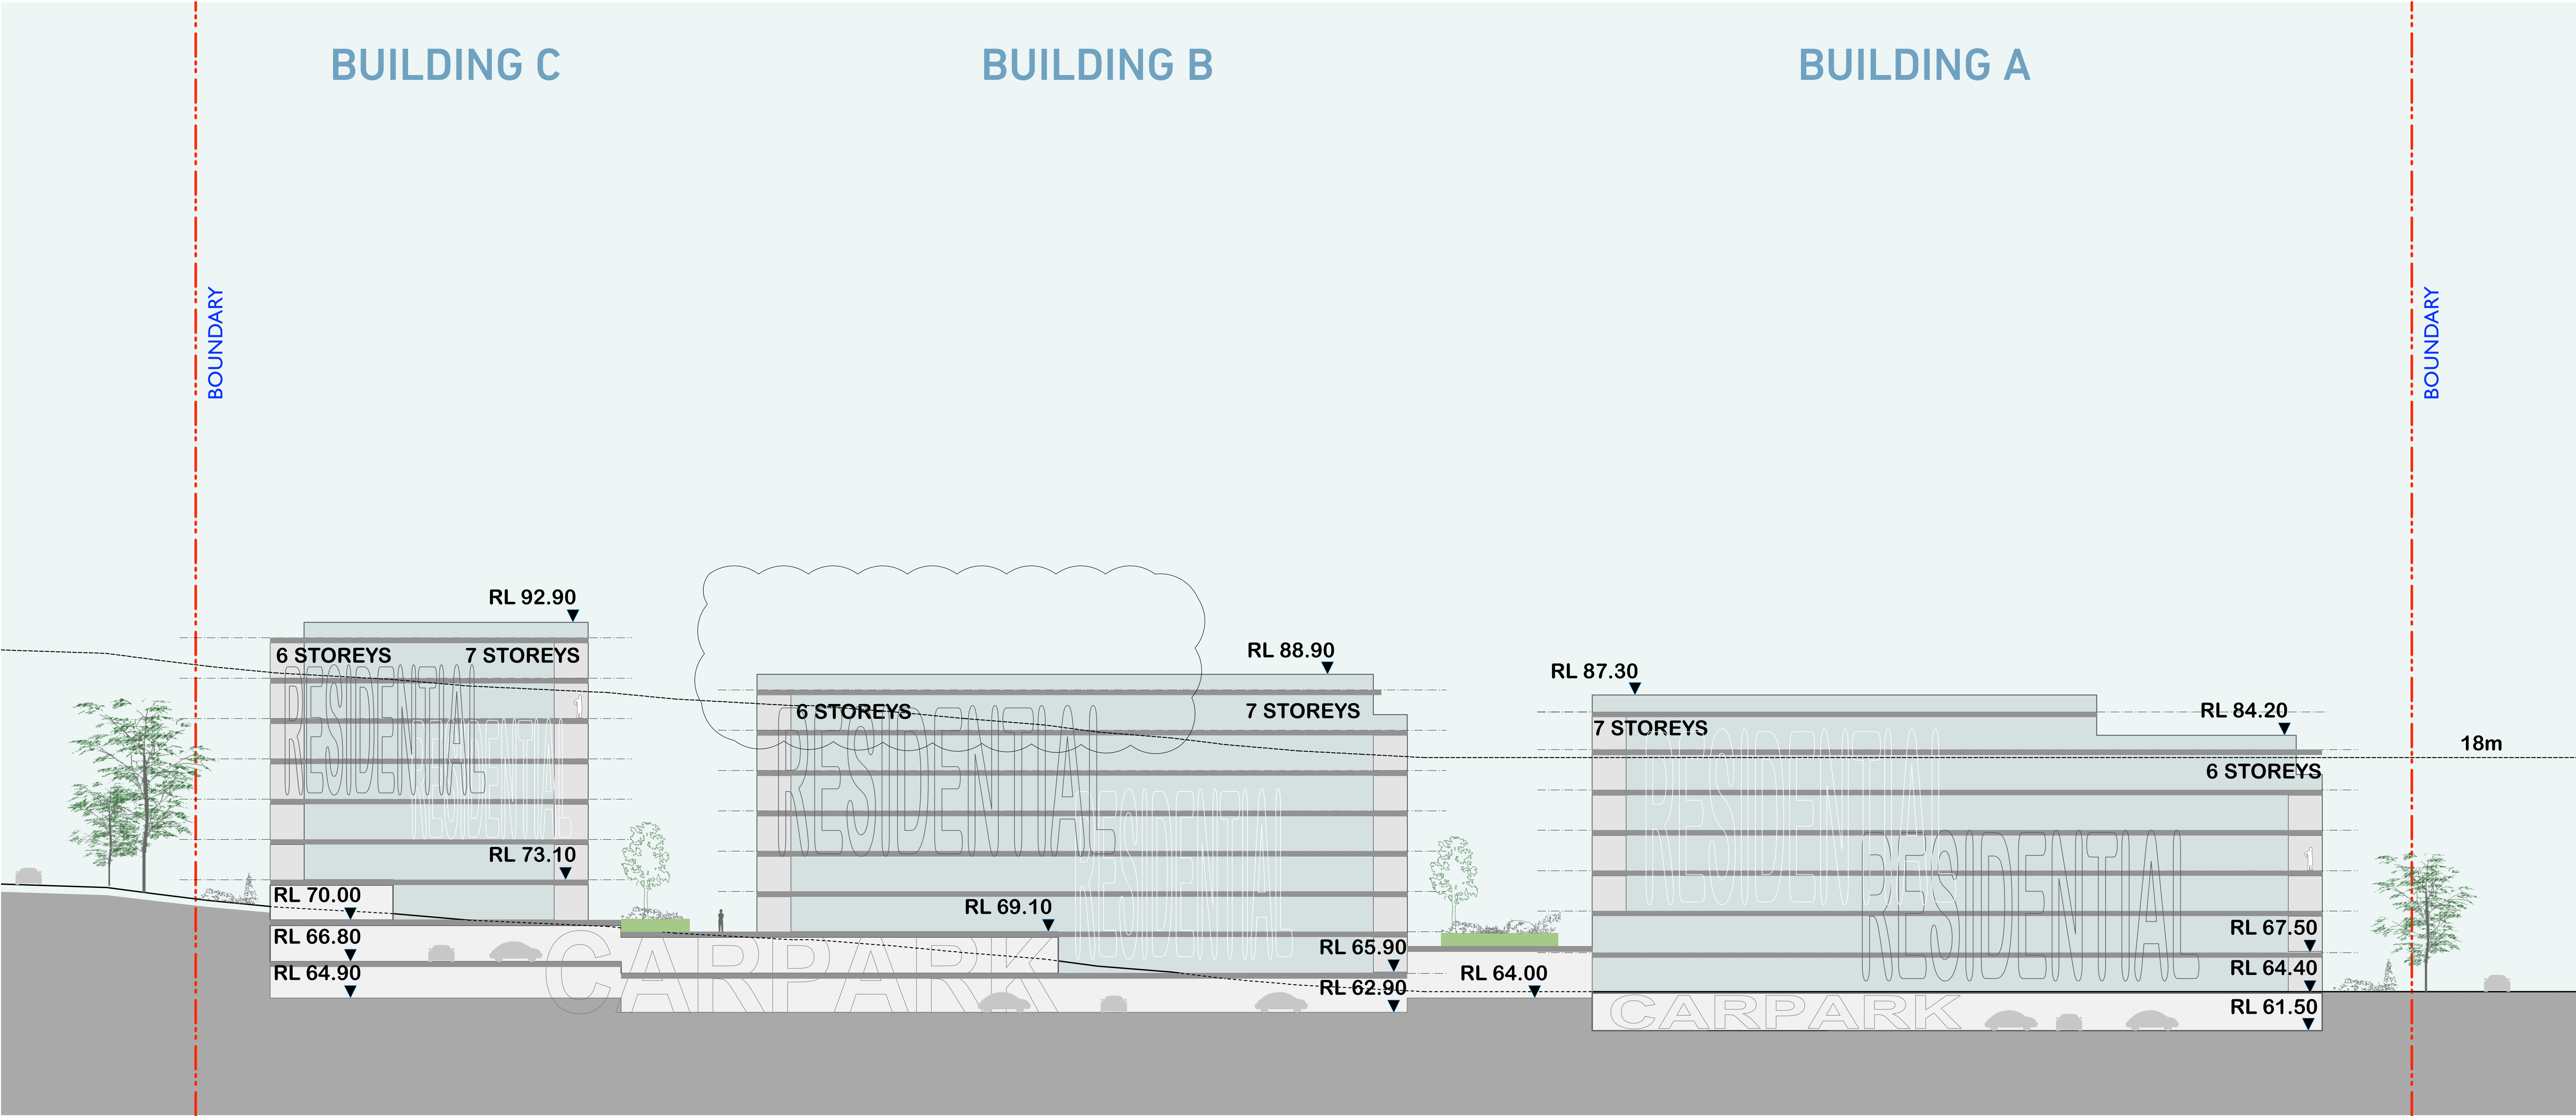 BUILDING C
BUILDING B
BUILDING A
BOUNDARY
BOUNDARY
RL 92.90
6 STOREYS
7 STOREYS
RESIDENTIAL
RESIDENTIAL
RL 73.10
RL 70.00
RL 66.80
RL 64.90
CARPARK
RL 88.90
6 STOREYS
7 STOREYS
RESIDENTIAL
RESIDENTIAL
RL 69.10
RL 65.90
RL 62.90
RL 64.00
RL 87.30
7 STOREYS
RL 84.20
18m
6 STOREYS
RESIDENTIAL
RESIDENTIAL
RL 67.50
RL 64.40
RL 61.50
CARPARK